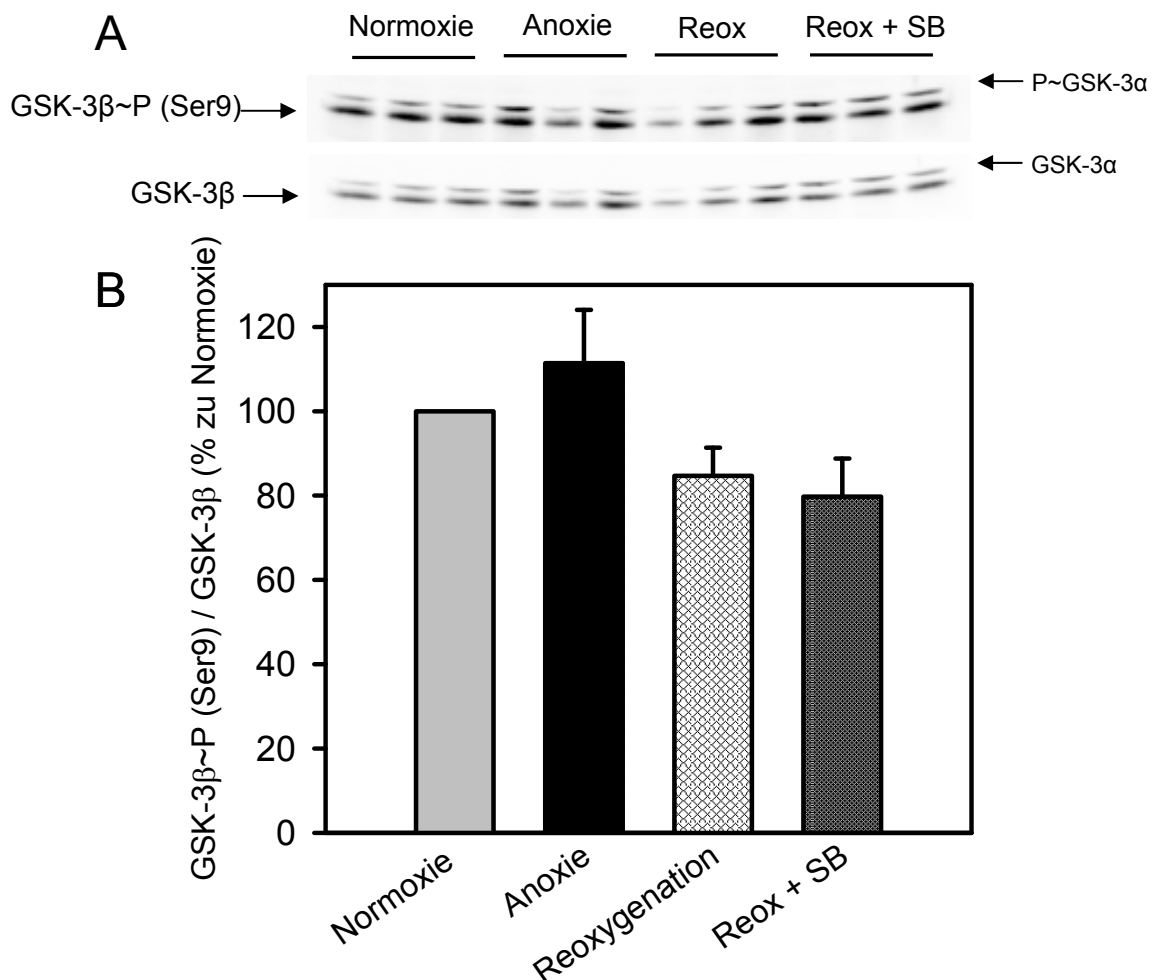 A
Normoxie
Anoxie
Reox
Reox + SB
GSK-3β~P (Ser9)
P~GSK-3α
GSK-3β
GSK-3α
B
GSK-3β~P (Ser9) / GSK-3β (% zu Normoxie)
120
100
80
60
40
20
0
Normoxie
Anoxie
Reoxygenation
Reox + SB